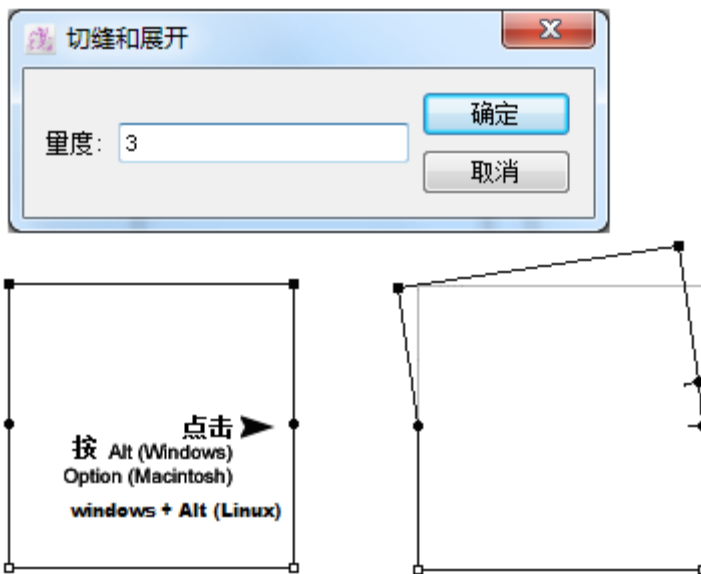 切缝和展开
量度: 3
确定
取消
点击
按 Alt (Windows)
Option (Macintosh)
windows + Alt (Linux)